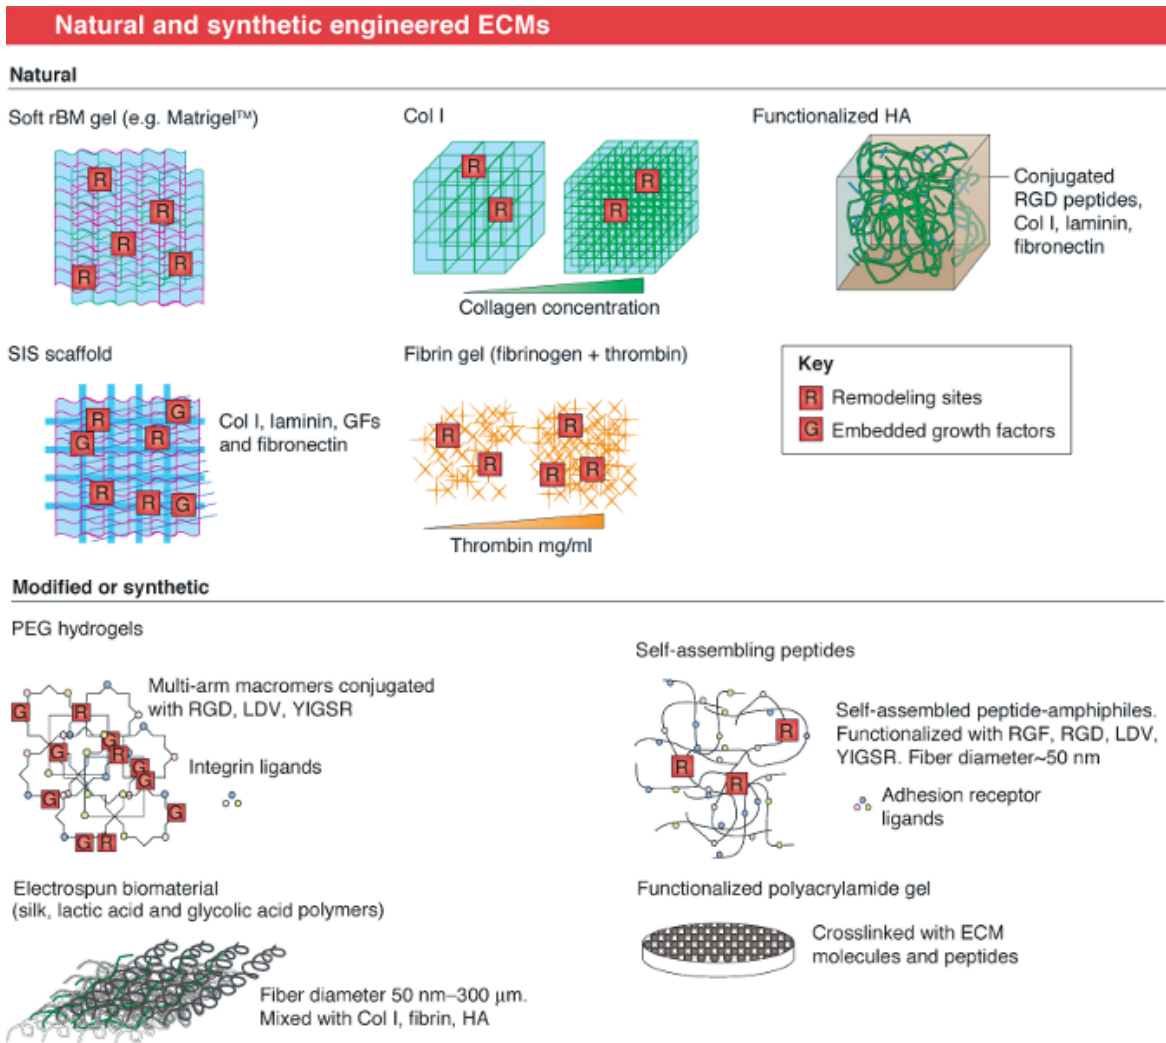 Natural and synthetic engineered ECMs
Natural
Soft rBM gel (e.g. Matrigel™)
R
R
R
R
R
Col I
R
R
R
R
Collagen concentration
Functionalized HA
Conjugated
RGD peptides,
Col I, laminin,
fibronectin
SIS scaffold
R
G
G
R
R
R
G
Col I, laminin, GFs
and fibronectin
Fibrin gel (fibrinogen + thrombin)
R
R
R
R
R
Thrombin mg/ml
Key
R Remodeling sites
G Embedded growth factors
Modified or synthetic
PEG hydrogels
G
R
G
G
R
G
G
G
G
G
R
Multi-arm macromers conjugated
with RGD, LDV, YIGSR
Integrin ligands
Self-assembling peptides
R
R
R
Self-assembled peptide-amphiphiles.
Functionalized with RGF, RGD, LDV,
YIGSR. Fiber diameter~50 nm
Adhesion receptor
ligands
Electrospun biomaterial
(silk, lactic acid and glycolic acid polymers)
Fiber diameter 50 nm–300 μm.
Mixed with Col I, fibrin, HA
Functionalized polyacrylamide gel
Crosslinked with ECM
molecules and peptides